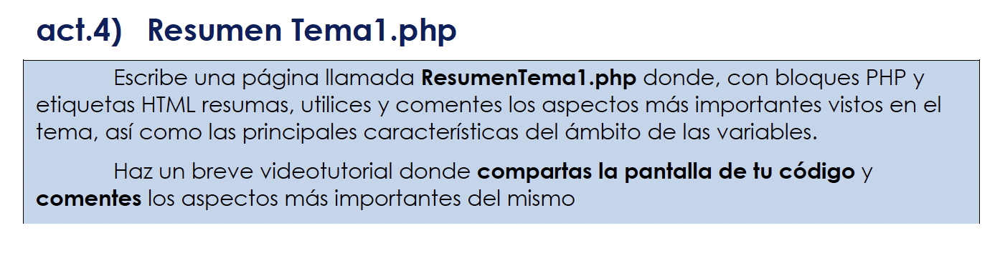 act.4) Resumen Tema1.php
Escribe una página llamada ResumenTema1.php donde, con bloques PHP y
etiquetas HTML resumas, utilices y comentes los aspectos más importantes vistos en el
tema, así como las principales características del ámbito de las variables.
Haz un breve videotutorial donde compartas la pantalla de tu código y
comentes los aspectos más importantes del mismo